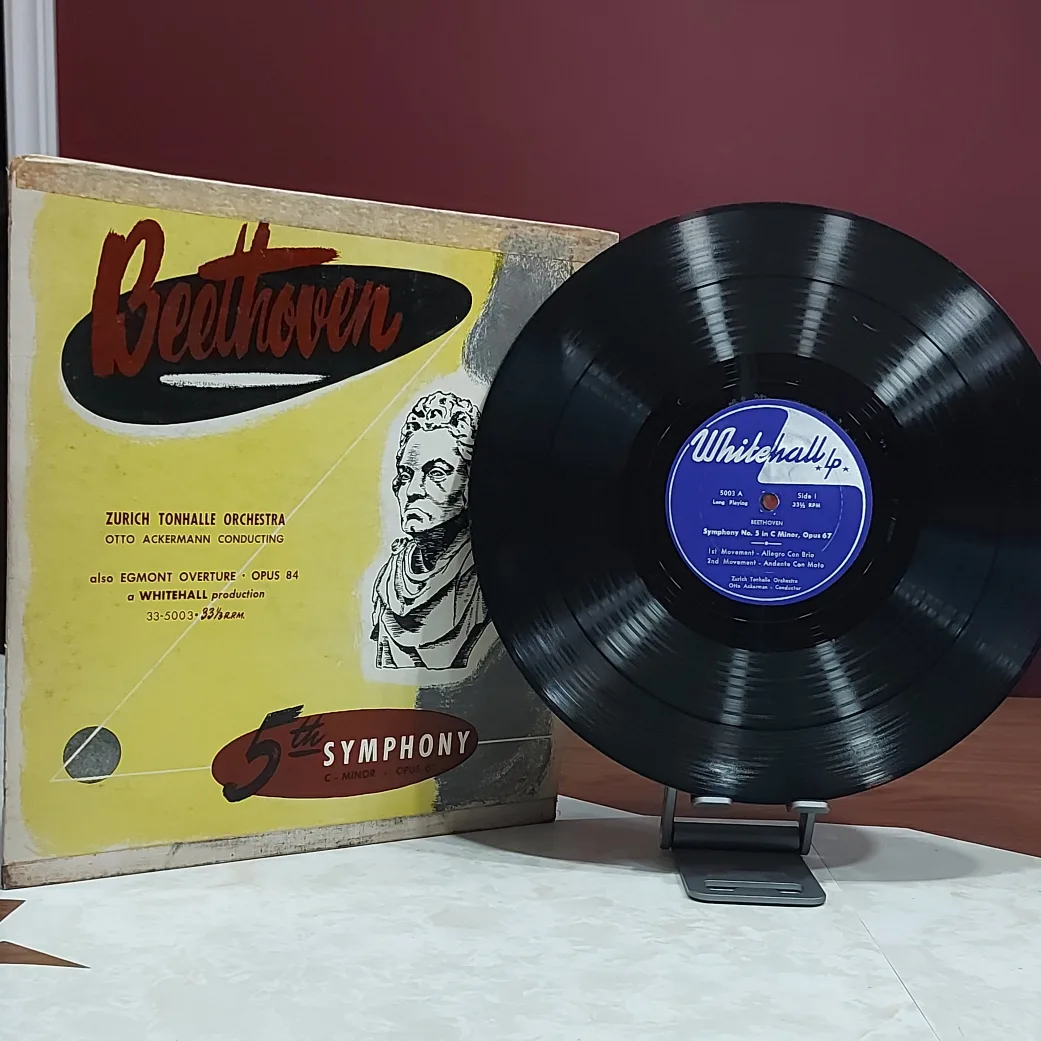 Beethoven
ZURICH TONHALLE ORCHESTRA
OTTO ACKERMANN CONDUCTING
also EGMONT OVERTURE • OPUS 84
a WHITEHALL production
33-5003 • 33⅓ R.P.M.
5th SYMPHONY
C-MINOR • OPUS 67
Whitehall Lp
5003 A
Side 1
Long Playing
33⅓ RPM
BEETHOVEN
Symphony No. 5 in C Minor, Opus 67
1st Movement - Allegro Con Brio
2nd Movement - Andante Con Moto
Zurich Tonhalle Orchestra
Otto Ackerman - Conductor